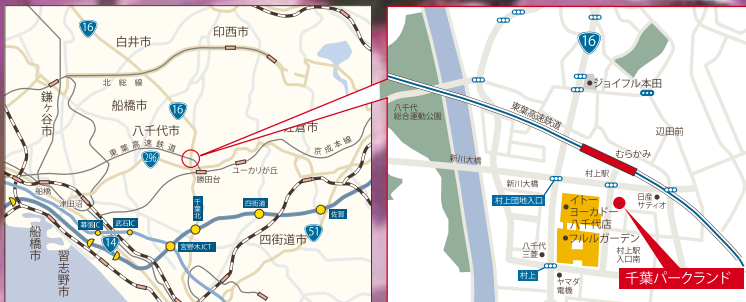 16
白井市
印西市
北総線
鎌ヶ谷市
船橋市
16
八千代市
佐倉市
東葉高速鉄道
京成本線
296
ユーカリが丘
勝田台
船橋
津田沼
千葉北
四街道
佐賀
幕張IC
武石IC
14
宮野木JCT
四街道市
51
船橋市
習志野市
16
ジョイフル本田
八千代
総合運動公園
東葉高速鉄道
辺田前
むらかみ
新川大橋
村上駅
新川大橋
村上団地入口
イトー
ヨーカドー
八千代店
フルルガーデン
日産
サティオ
八千代
三菱
村上駅
入口南
村上
ヤマダ
電機
千葉パークランド